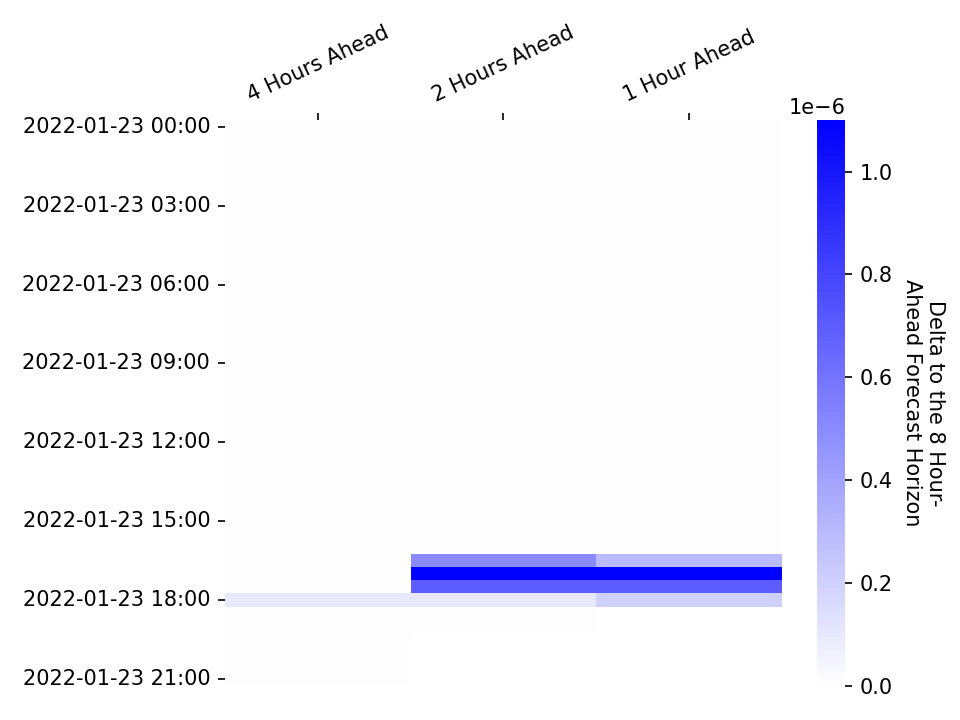 4 Hours Ahead
2 Hours Ahead
1 Hour Ahead
1e−6
2022-01-23 00:00
2022-01-23 03:00
2022-01-23 06:00
2022-01-23 09:00
2022-01-23 12:00
2022-01-23 15:00
2022-01-23 18:00
2022-01-23 21:00
1.0
0.8
0.6
0.4
0.2
0.0
Delta to the 8 Hour-
Ahead Forecast Horizon